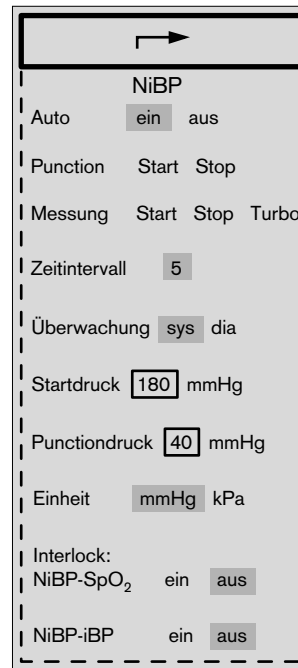 NiBP
Auto ein aus
Punction Start Stop
Messung Start Stop Turbo
Zeitintervall 5
Überwachung sys dia
Startdruck 180 mmHg
Punctiondruck 40 mmHg
Einheit mmHg kPa
Interlock:
NiBP-SpO₂ ein aus
NiBP-iBP ein aus